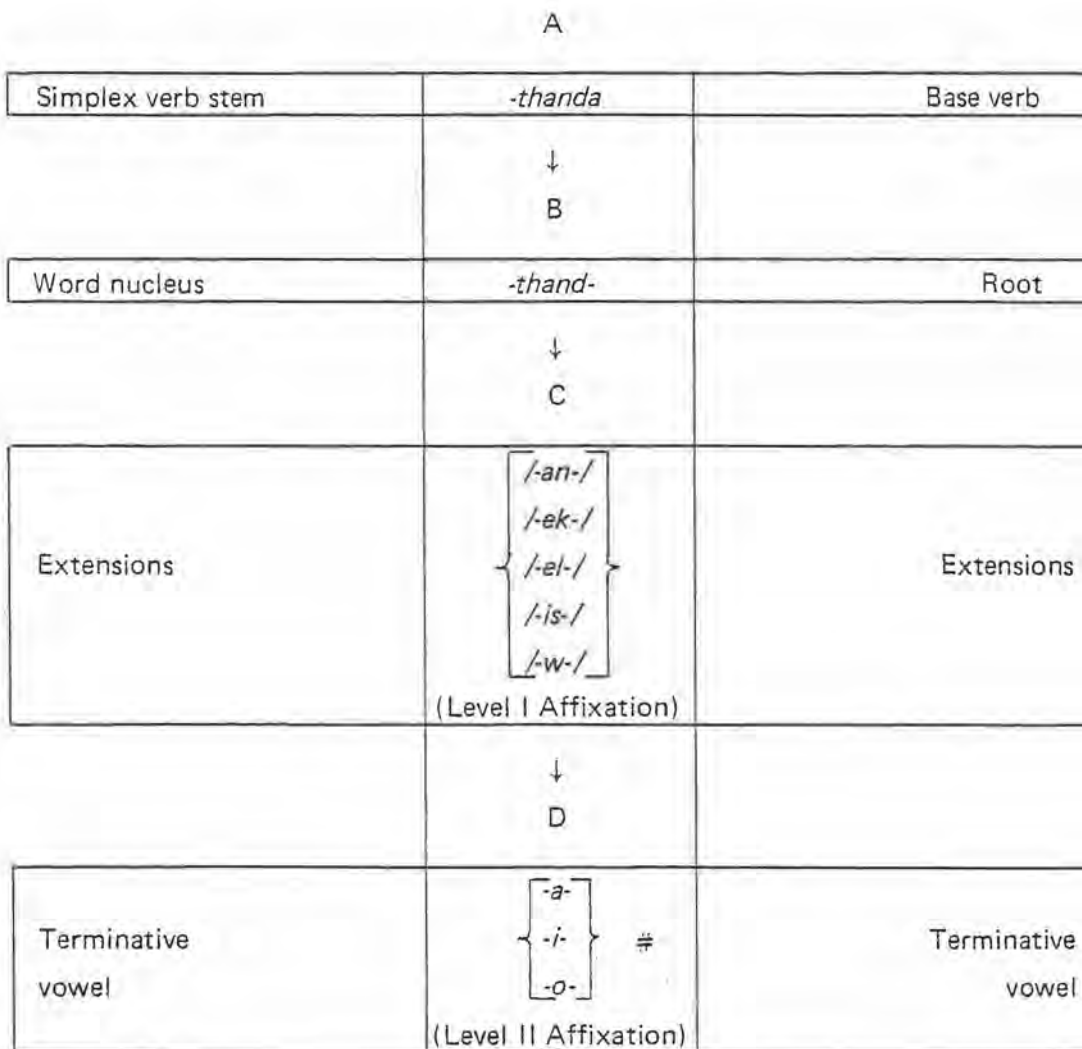 A
Simplex verb stem -thanda Base verb
↓
B
Word nucleus -thand- Root
↓
C
/-an-/
/-ek-/
Extensions /-el-/ Extensions
/-is-/
/-w-/
(Level I Affixation)
↓
D
-a-
Terminative -i- # Terminative
vowel -o- vowel
(Level II Affixation)